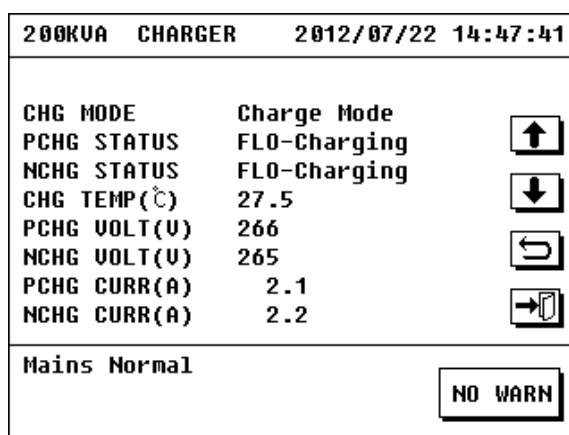 200KVA CHARGER 2012/07/22 14:47:41
CHG MODE Charge Mode
PCHG STATUS FLO-Charging
NCHG STATUS FLO-Charging
CHG TEMP(℃) 27.5
PCHG VOLT(V) 266
NCHG VOLT(V) 265
PCHG CURR(A) 2.1
NCHG CURR(A) 2.2
Mains Normal
NO WARN